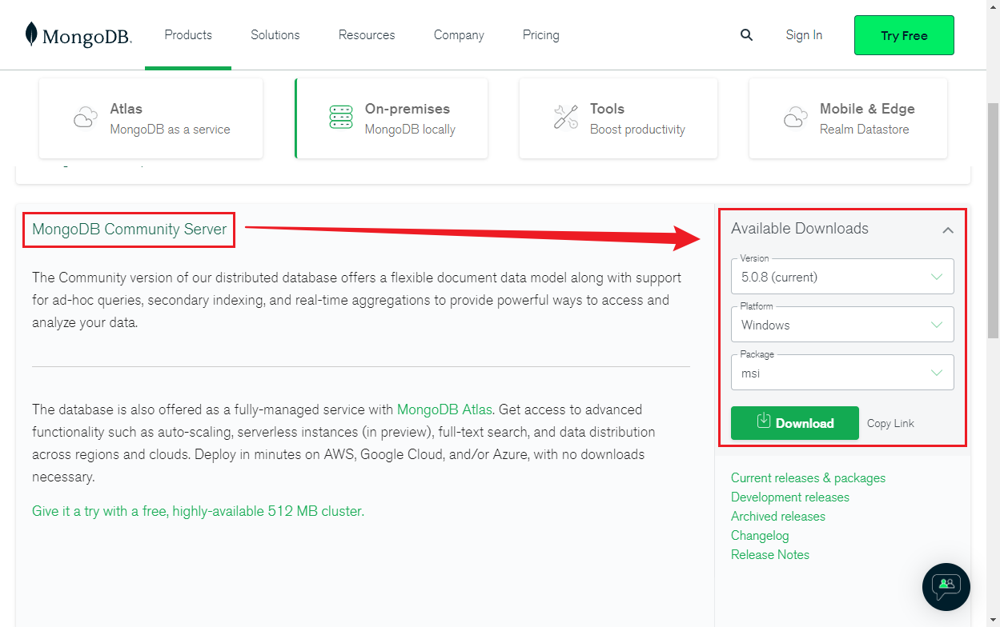 MongoDB.
Products
Solutions
Resources
Company
Pricing
Sign In
Try Free
Atlas
MongoDB as a service
On-premises
MongoDB locally
Tools
Boost productivity
Mobile & Edge
Realm Datastore
MongoDB Community Server
The Community version of our distributed database offers a flexible document data model along with support
for ad-hoc queries, secondary indexing, and real-time aggregations to provide powerful ways to access and
analyze your data.
The database is also offered as a fully-managed service with MongoDB Atlas. Get access to advanced
functionality such as auto-scaling, serverless instances (in preview), full-text search, and data distribution
across regions and clouds. Deploy in minutes on AWS, Google Cloud, and/or Azure, with no downloads
necessary.
Give it a try with a free, highly-available 512 MB cluster.
Available Downloads
Version
5.0.8 (current)
Platform
Windows
Package
msi
Download
Copy Link
Current releases & packages
Development releases
Archived releases
Changelog
Release Notes